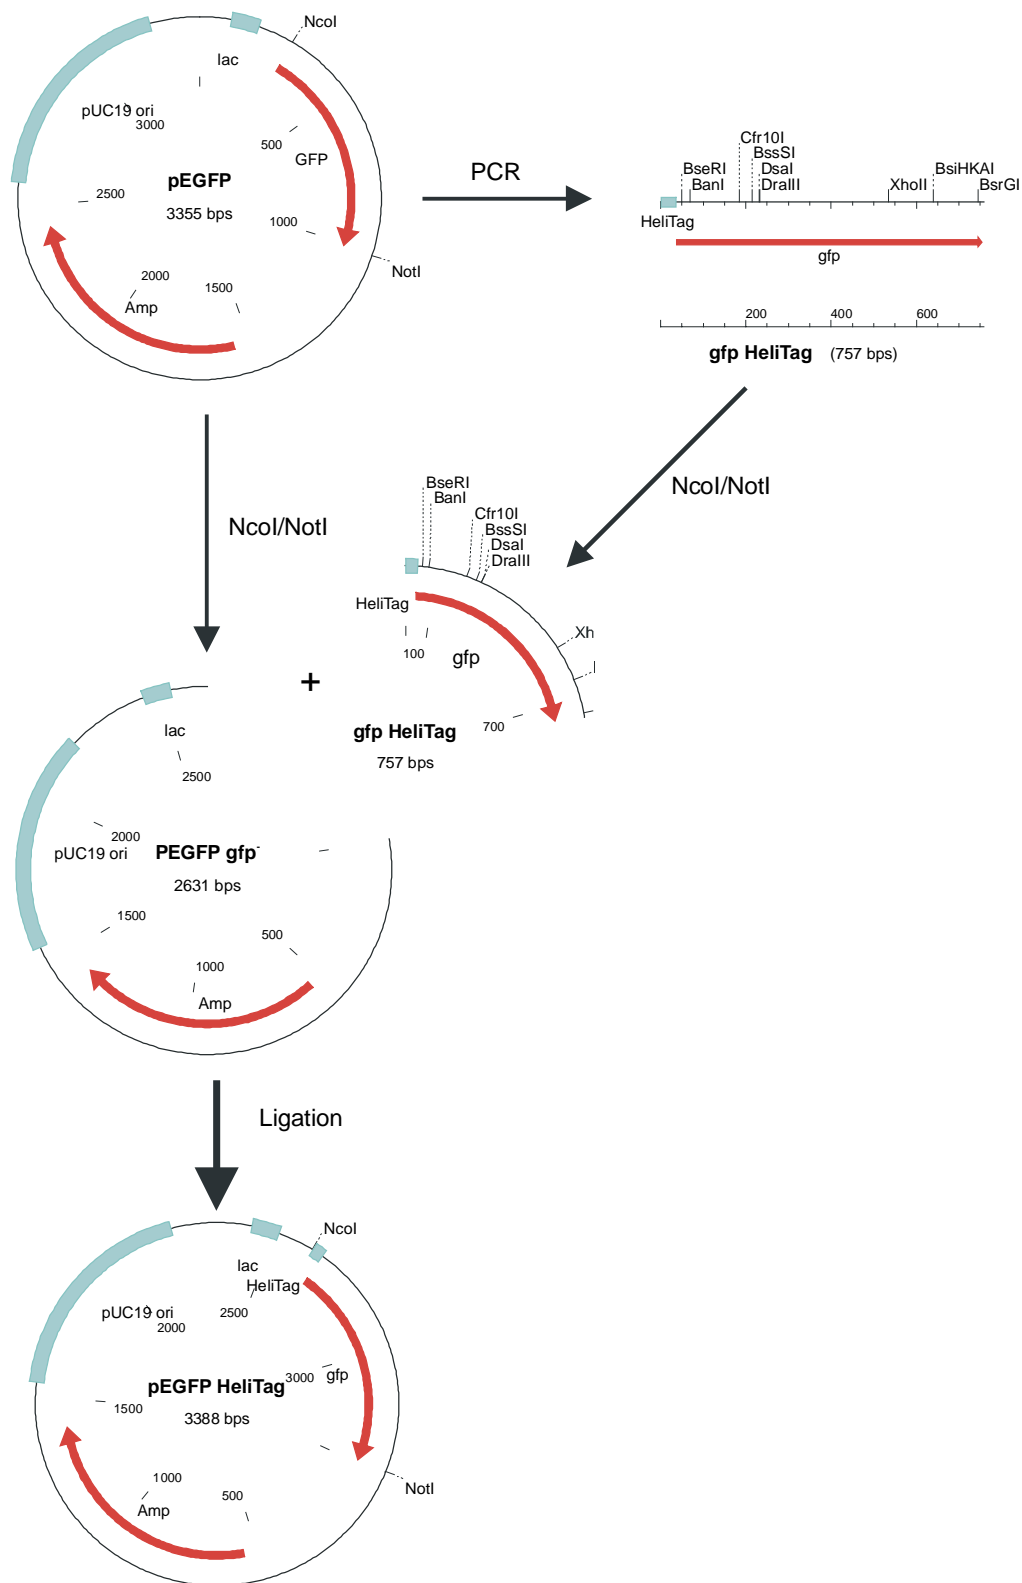 NcoI
lac
pUC19 ori
3000
500
GFP
pEGFP
3355 bps
2500
1000
NotI
2000
1500
Amp
PCR
Cfr10I
BssSI
BseRI
DsaI
BsiHKAI
BanI
DraIII
XhoII
BsrGI
HeliTag
gfp
200
400
600
gfp HeliTag (757 bps)
NcoI/NotI
NcoI/NotI
BseRI
BanI
Cfr10I
BssSI
DsaI
DraIII
HeliTag
Xh
100
gfp
+
700
gfp HeliTag
757 bps
lac
2500
2000
pUC19 ori
PEGFP gfp-
2631 bps
1500
500
1000
Amp
Ligation
NcoI
lac
HeliTag
pUC19 ori
2500
2000
3000
gfp
pEGFP HeliTag
1500
3388 bps
1000
NotI
500
Amp